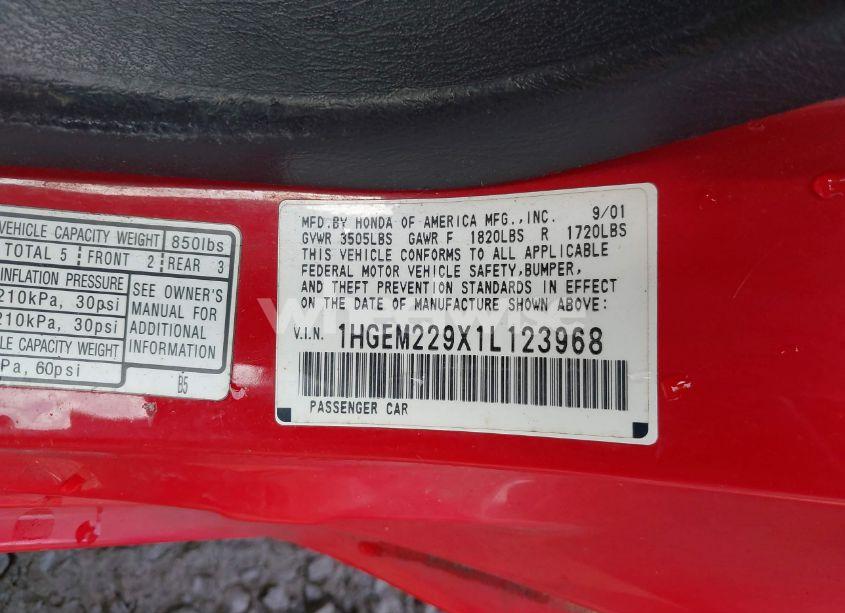 VEHICLE CAPACITY WEIGHT 850lbs
TOTAL 5 FRONT 2 REAR 3
INFLATION PRESSURE
210kPa, 30psi
210kPa, 30psi
LE CAPACITY WEIGHT
Pa, 60psi
SEE OWNER'S
MANUAL FOR
ADDITIONAL
INFORMATION
B5
MFD.BY HONDA OF AMERICA MFG.,INC. 9/01
GVWR 3505LBS GAWR F 1820LBS R 1720LBS
THIS VEHICLE CONFORMS TO ALL APPLICABLE
FEDERAL MOTOR VEHICLE SAFETY,BUMPER,
AND THEFT PREVENTION STANDARDS IN EFFECT
ON THE DATE OF MANUFACTURE SHOWN ABOVE:
V.I.N. 1HGEM229X1L123968
PASSENGER CAR